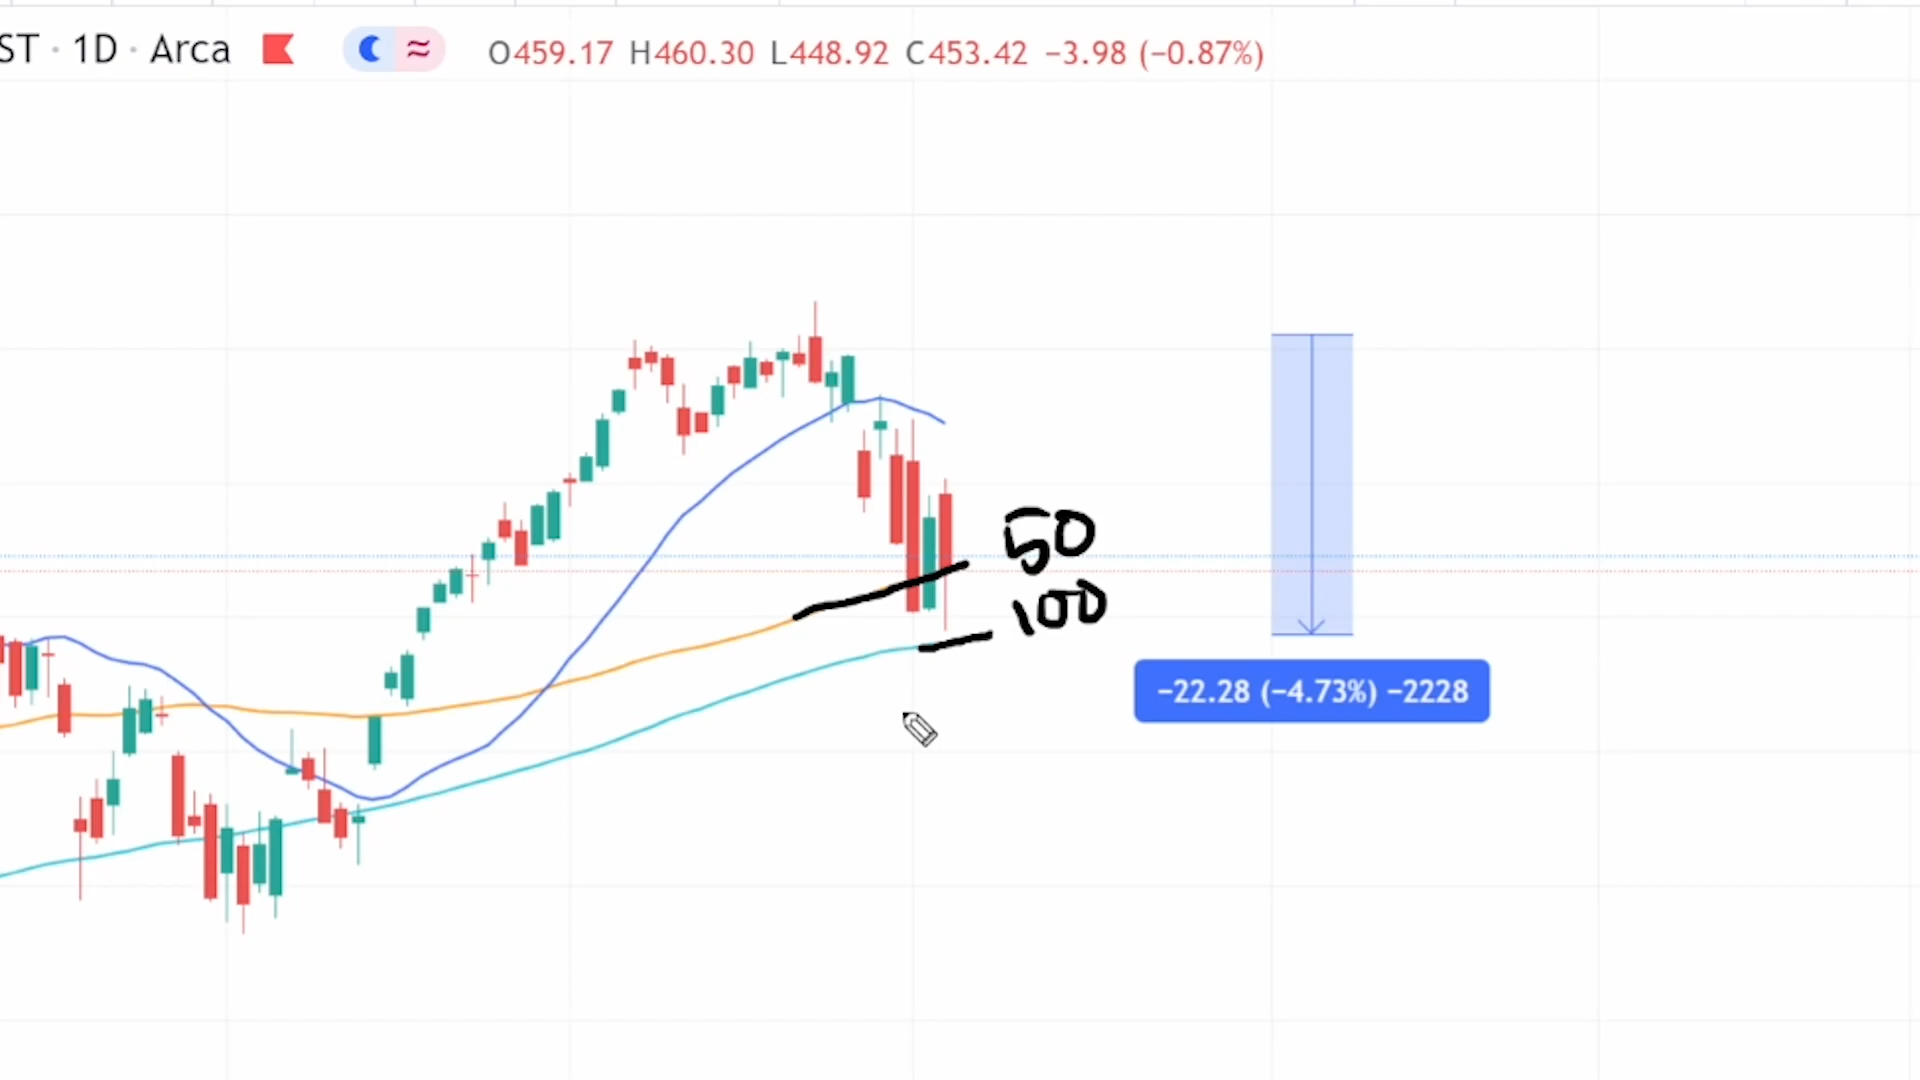 ST · 1D · Arca O459.17 H460.30 L448.92 C453.42 −3.98 (−0.87%)
50
100
−22.28 (−4.73%) −2228